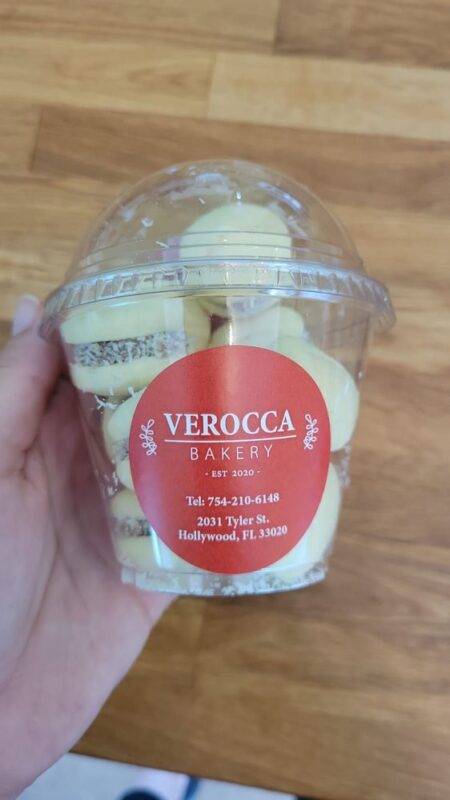 VEROCCA
BAKERY
- EST 2020 -
Tel: 754-210-6148
2031 Tyler St.
Hollywood, FL 33020